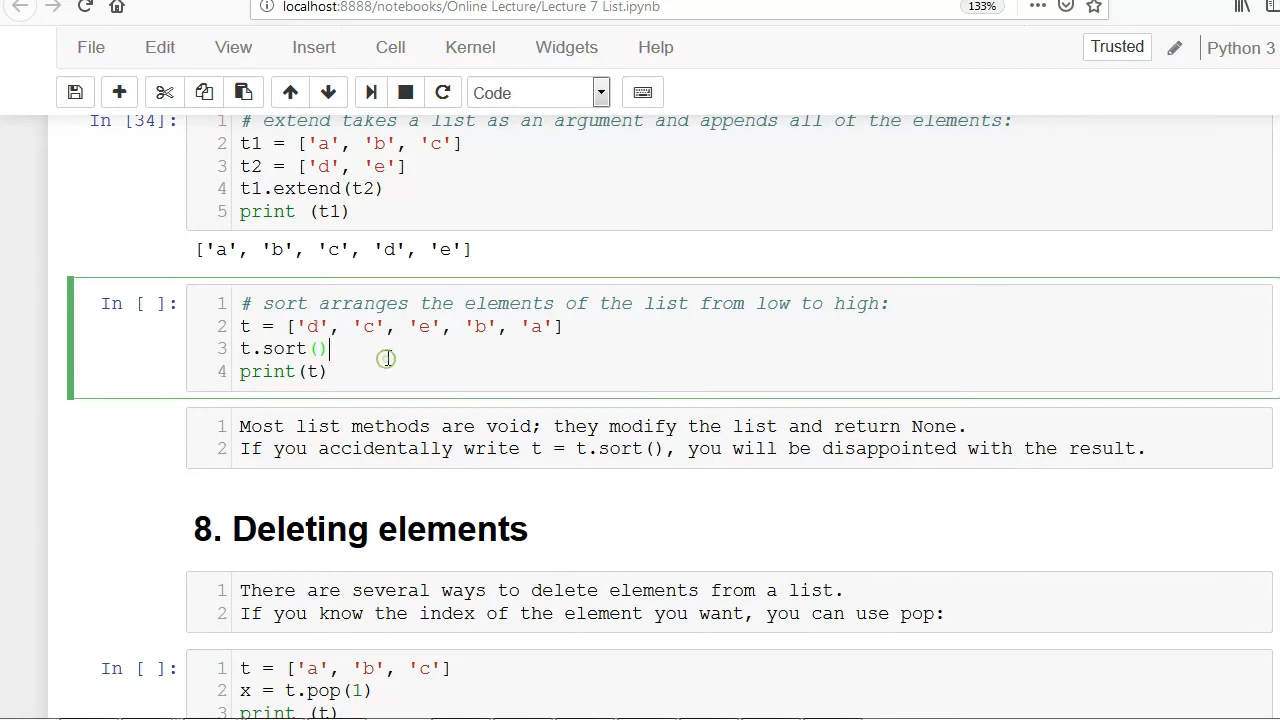 localhost:8888/notebooks/Online Lecture/Lecture 7 List.ipynb 133%
File Edit View Insert Cell Kernel Widgets Help Trusted Python 3
Code
In [34]: 1 # extend takes a list as an argument and appends all of the elements:
2 t1 = ['a', 'b', 'c']
3 t2 = ['d', 'e']
4 t1.extend(t2)
5 print (t1)
['a', 'b', 'c', 'd', 'e']
In [ ]: 1 # sort arranges the elements of the list from low to high:
2 t = ['d', 'c', 'e', 'b', 'a']
3 t.sort()
4 print(t)
1 Most list methods are void; they modify the list and return None.
2 If you accidentally write t = t.sort(), you will be disappointed with the result.
8. Deleting elements
1 There are several ways to delete elements from a list.
2 If you know the index of the element you want, you can use pop:
In [ ]: 1 t = ['a', 'b', 'c']
2 x = t.pop(1)
3 print (t)